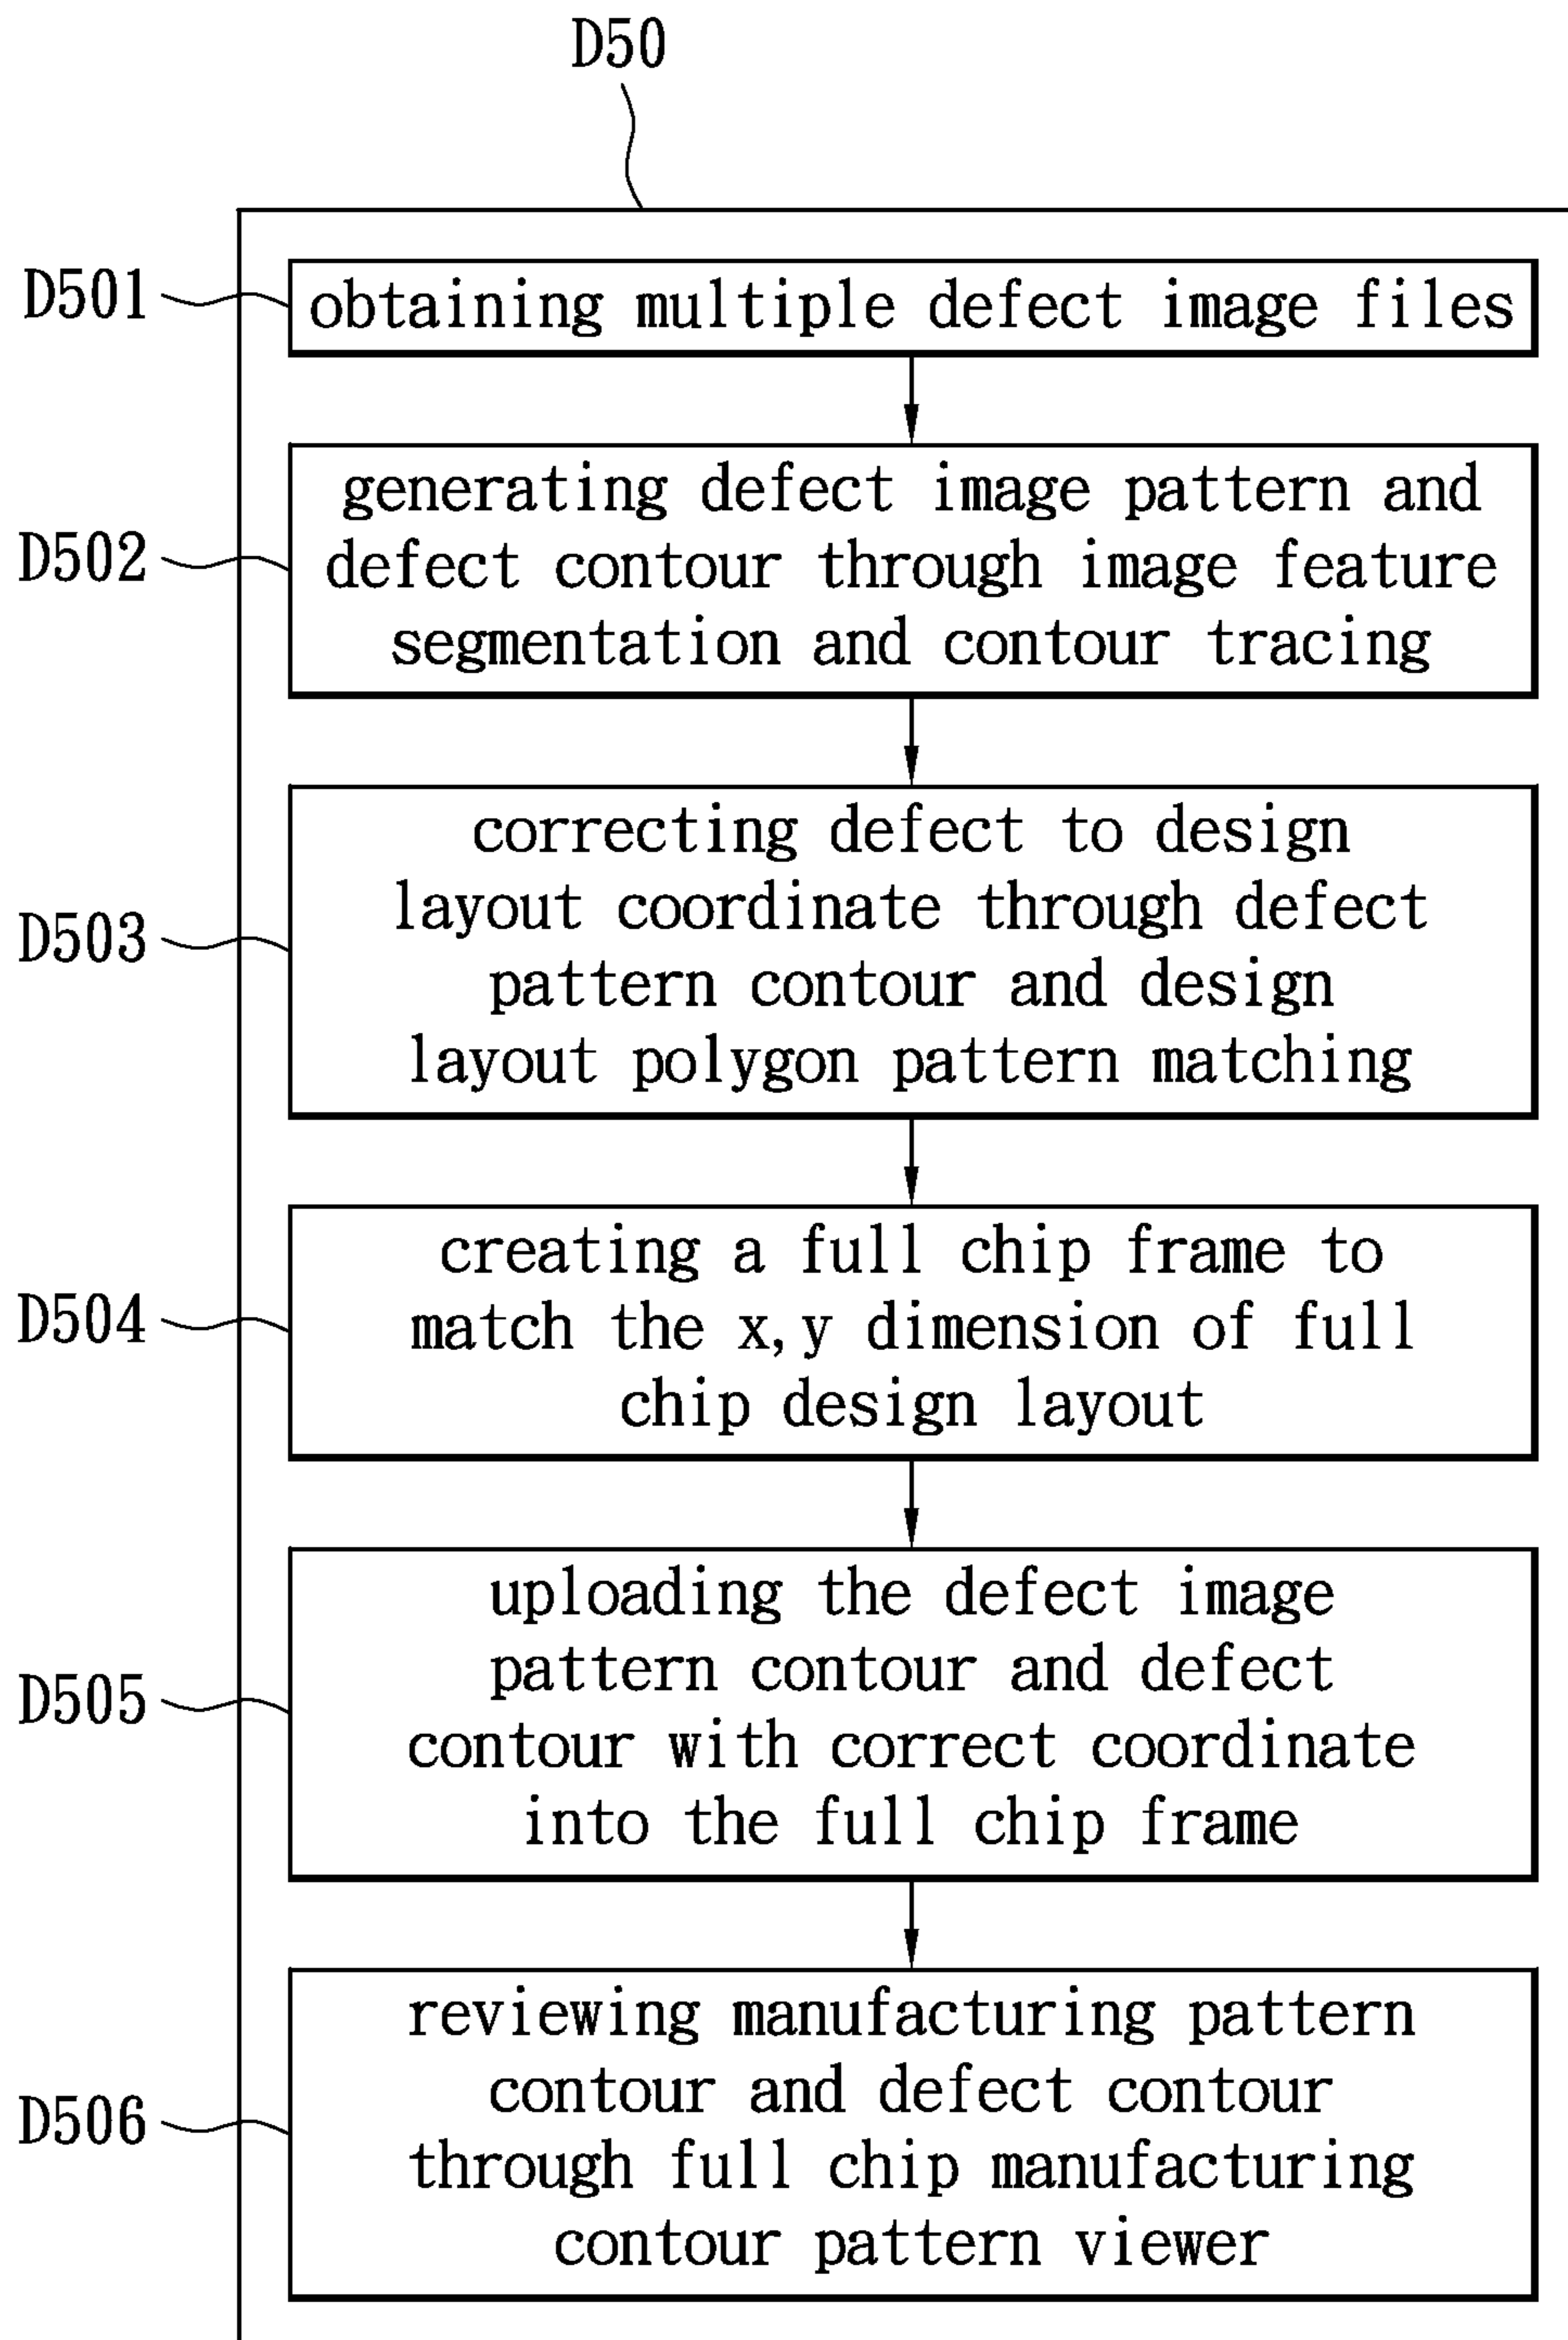 D50
D501
obtaining multiple defect image files
D502
generating defect image pattern and
defect contour through image feature
segmentation and contour tracing
D503
correcting defect to design
layout coordinate through defect
pattern contour and design
layout polygon pattern matching
D504
creating a full chip frame to
match the x,y dimension of full
chip design layout
D505
uploading the defect image
pattern contour and defect
contour with correct coordinate
into the full chip frame
D506
reviewing manufacturing pattern
contour and defect contour
through full chip manufacturing
contour pattern viewer